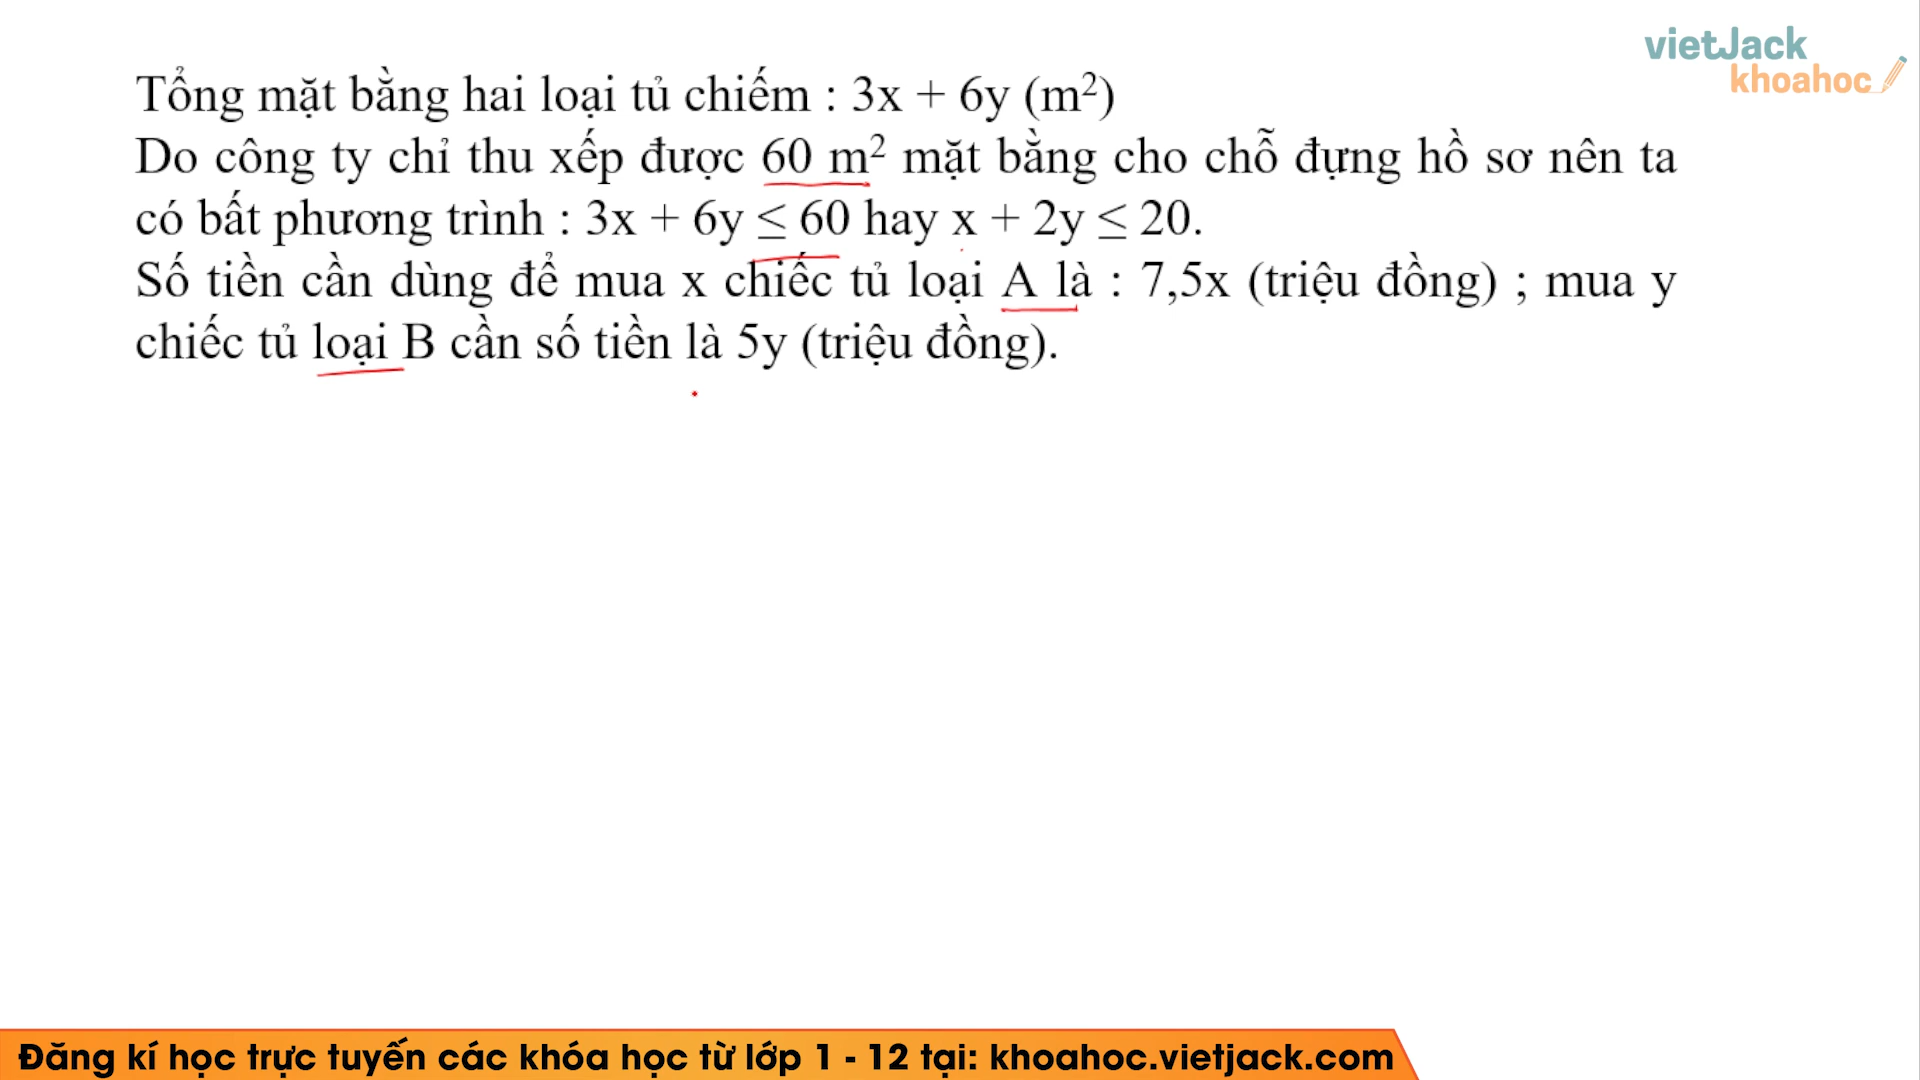 vietJack
khoahoc
Tổng mặt bằng hai loại tủ chiếm : 3x + 6y (m²)
Do công ty chỉ thu xếp được 60 m² mặt bằng cho chỗ đựng hồ sơ nên ta
có bất phương trình : 3x + 6y ≤ 60 hay x + 2y ≤ 20.
Số tiền cần dùng để mua x chiếc tủ loại A là : 7,5x (triệu đồng) ; mua y
chiếc tủ loại B cần số tiền là 5y (triệu đồng).
Đăng kí học trực tuyến các khóa học từ lớp 1 - 12 tại: khoahoc.vietjack.com